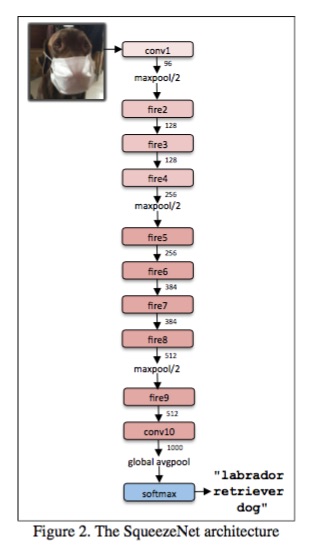 conv1
96
maxpool/2
fire2
128
fire3
128
fire4
256
maxpool/2
fire5
256
fire6
384
fire7
384
fire8
512
maxpool/2
fire9
512
conv10
1000
global avgpool
softmax
"labrador
retriever
dog"
Figure 2. The SqueezeNet architecture